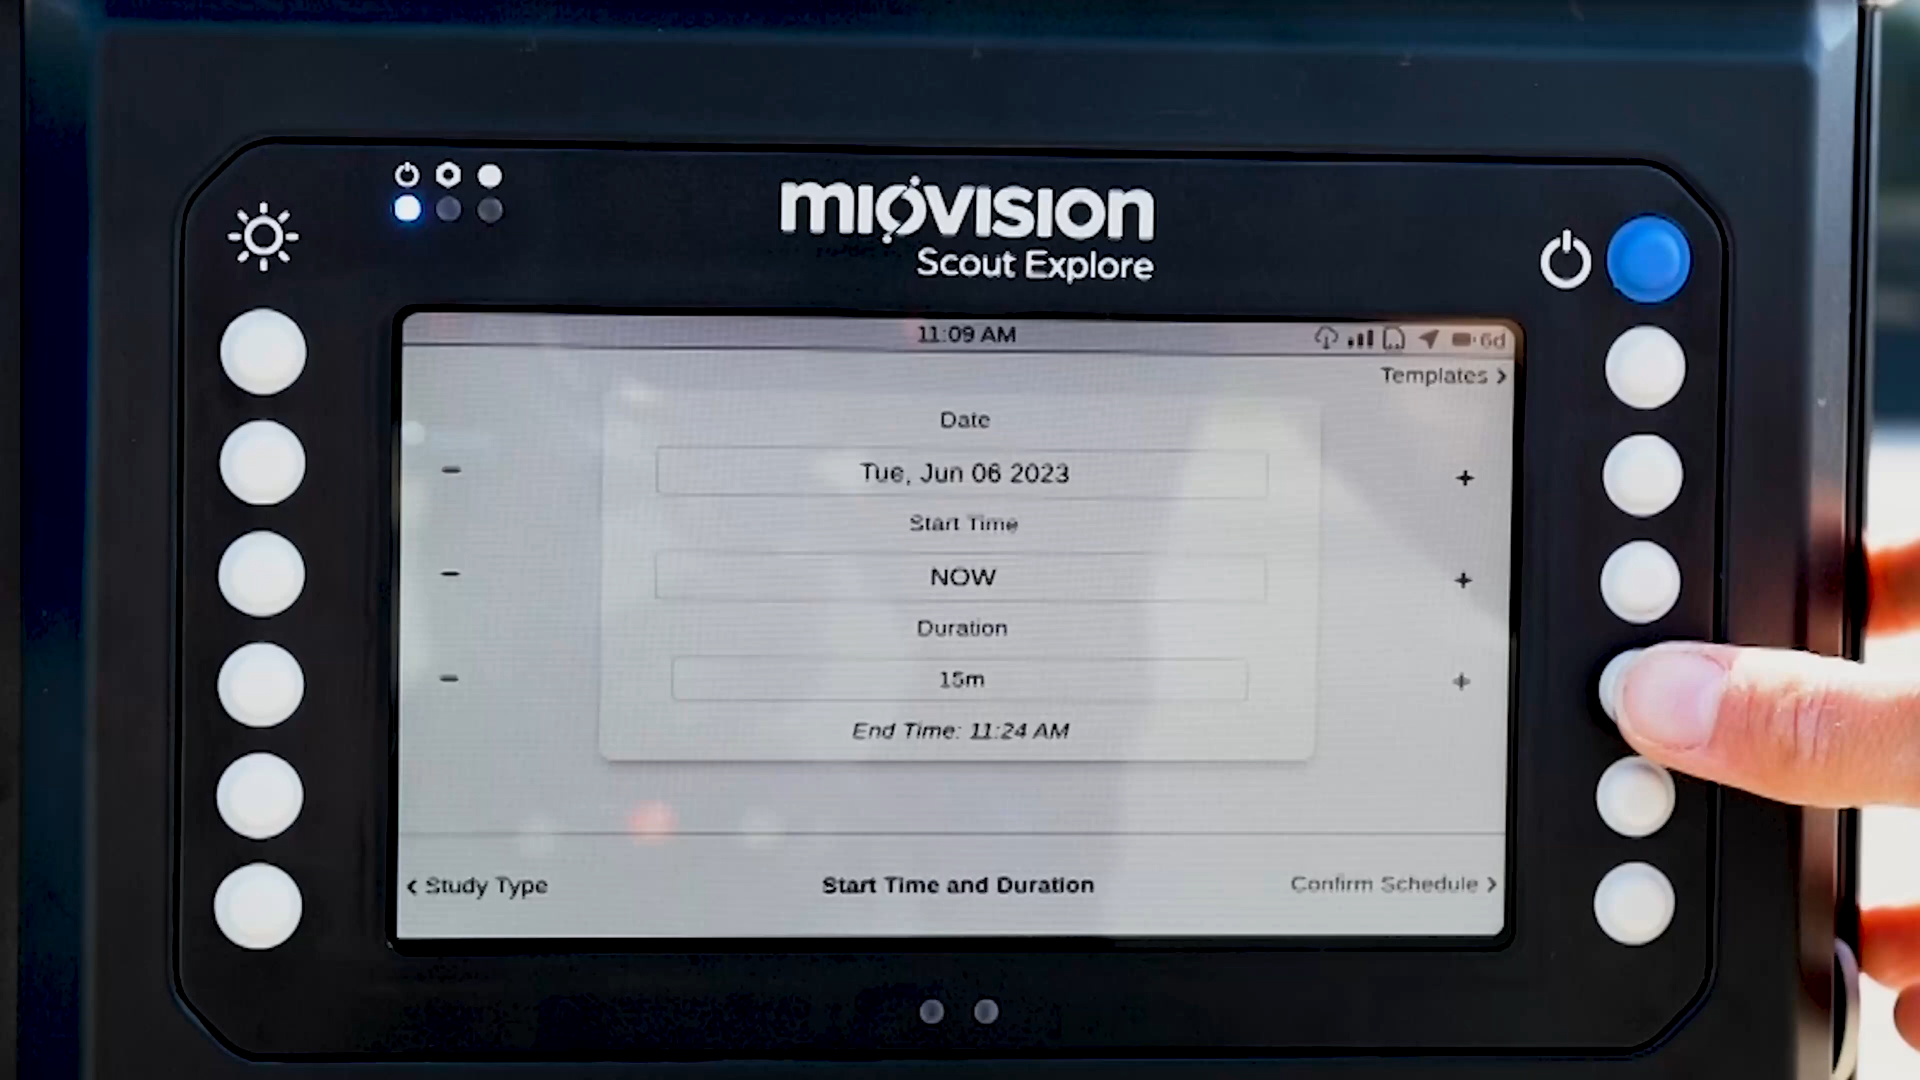 miovision
Scout Explore
11:09 AM
6d
Templates >
Date
- Tue, Jun 06 2023 +
Start Time
- NOW +
Duration
- 15m +
End Time: 11:24 AM
< Study Type
Start Time and Duration
Confirm Schedule >